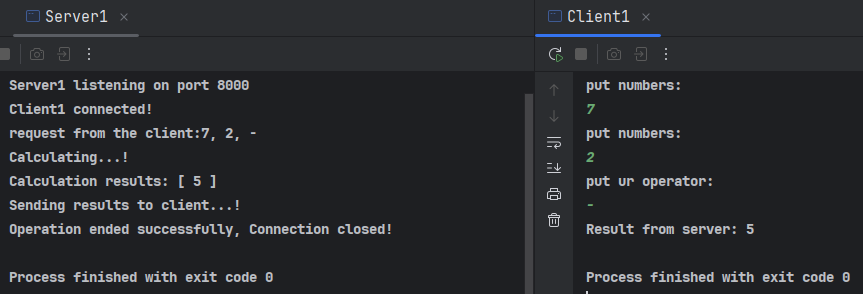 Server1
Server1 listening on port 8000
Client1 connected!
request from the client:7, 2, -
Calculating...!
Calculation results: [ 5 ]
Sending results to client...!
Operation ended successfully, Connection closed!
Process finished with exit code 0
Client1
put numbers:
7
put numbers:
2
put ur operator:
-
Result from server: 5
Process finished with exit code 0